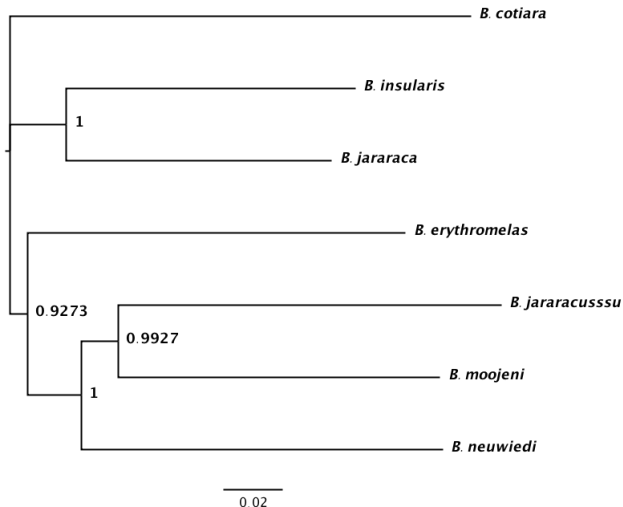 B. cotiara
B. insularis
1
B. jararaca
B. erythromelas
B. jararacusssu
0.9273
0.9927
B. moojeni
1
B. neuwiedi
0.02